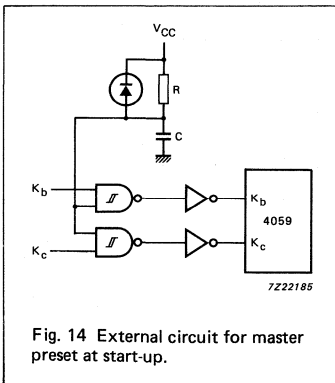 VCC
R
C
Kb
Kb
4059
Kc
Kc
7Z22185
Fig. 14 External circuit for master
preset at start-up.